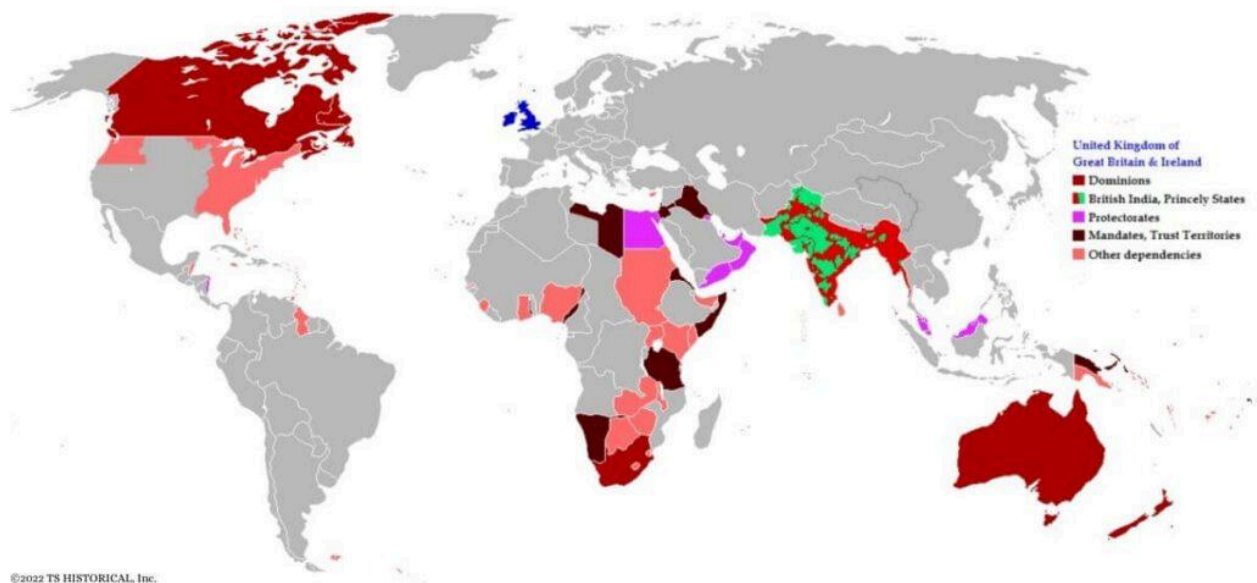 United Kingdom of
Great Britain & Ireland
Dominions
British India, Princely States
Protectorates
Mandates, Trust Territories
Other dependencies
©2022 TS HISTORICAL, Inc.